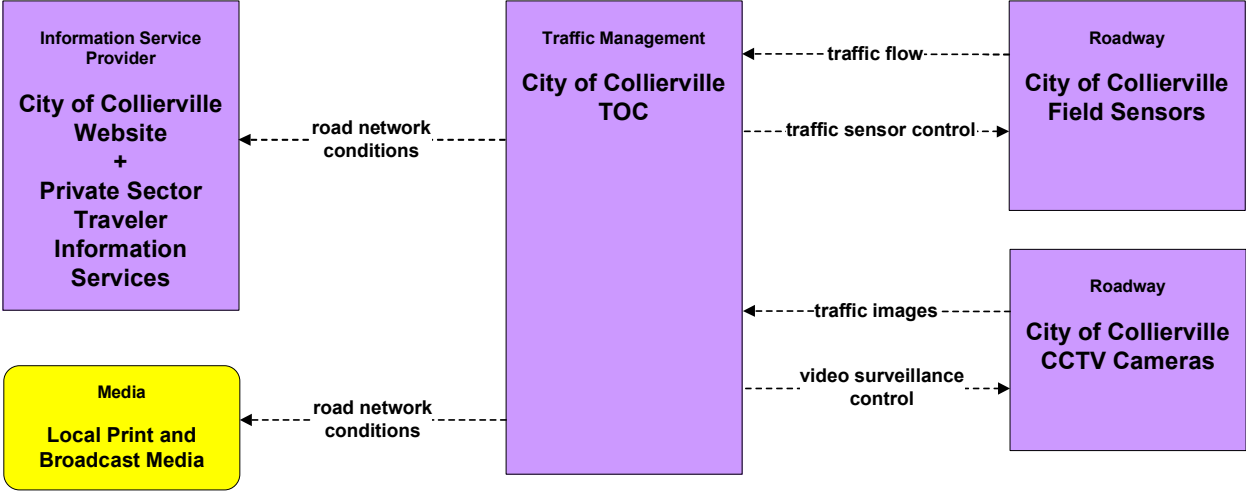 Information Service
Provider
City of Collierville
Website
+
Private Sector
Traveler
Information
Services
road network
conditions
Media
Local Print and
Broadcast Media
road network
conditions
Traffic Management
City of Collierville
TOC
traffic flow
traffic sensor control
Roadway
City of Collierville
Field Sensors
traffic images
video surveillance
control
Roadway
City of Collierville
CCTV Cameras